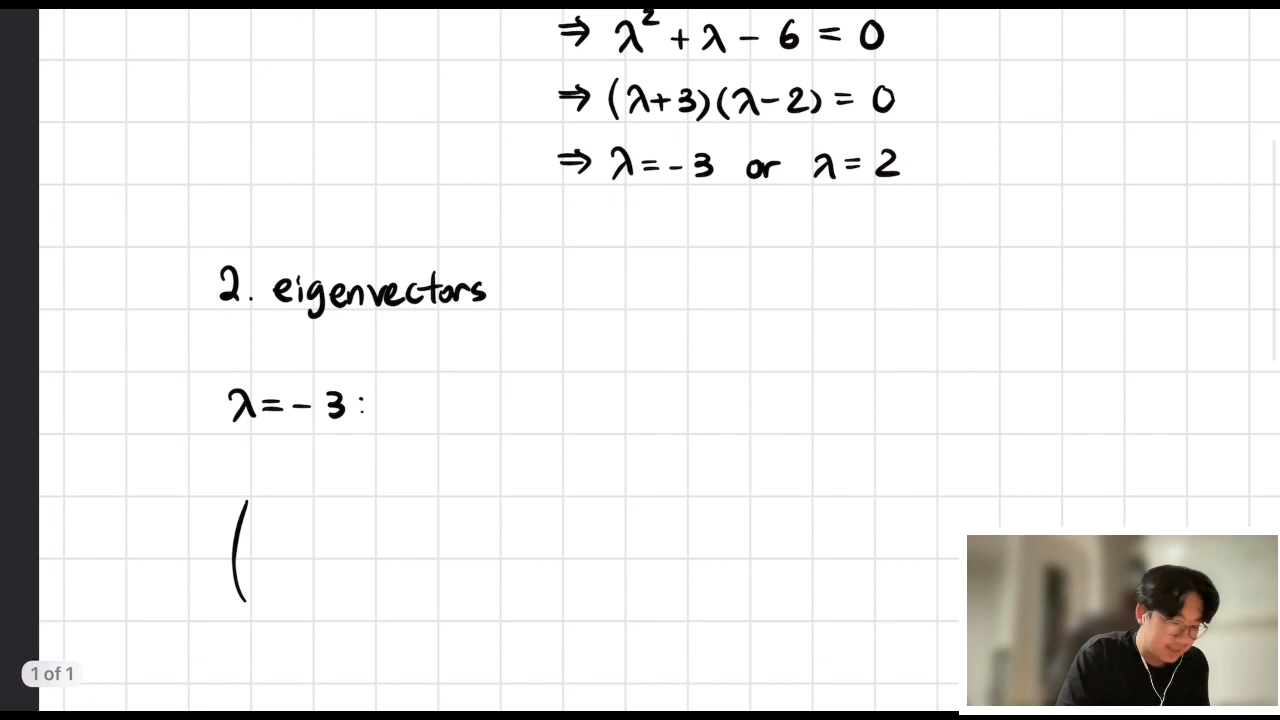 ⇒ λ² + λ - 6 = 0
⇒ (λ+3)(λ-2) = 0
⇒ λ = -3 or λ = 2
2. eigenvectors
λ = -3 :
(
1 of 1